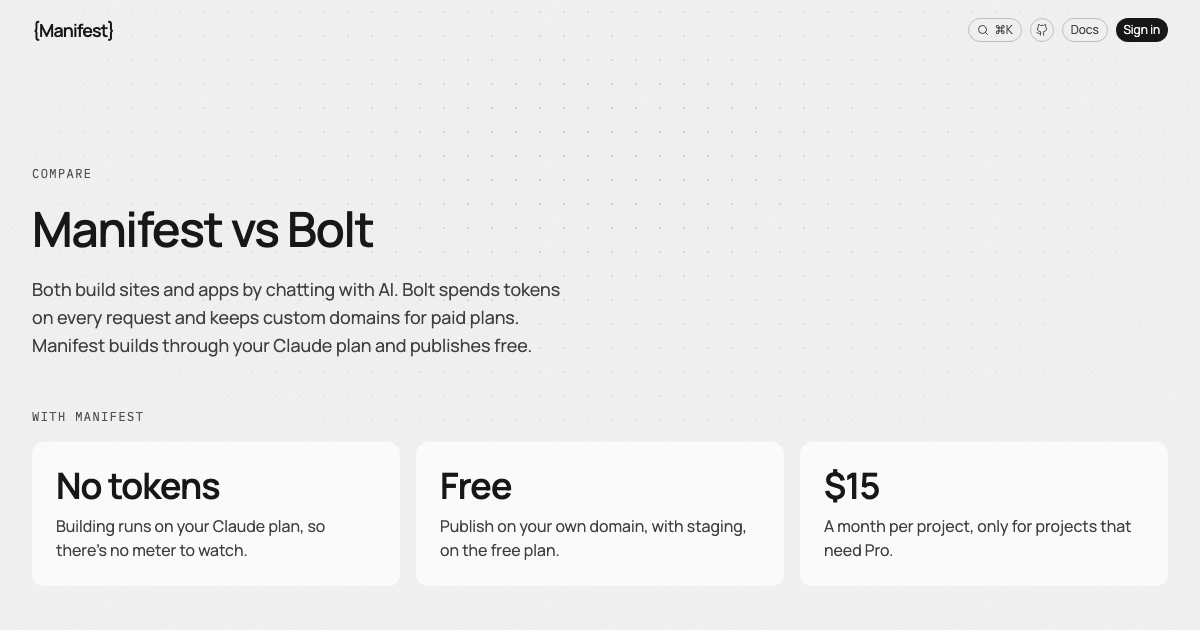 {Manifest}
⌘K
Docs
Sign in
COMPARE
Manifest vs Bolt
Both build sites and apps by chatting with AI. Bolt spends tokens
on every request and keeps custom domains for paid plans.
Manifest builds through your Claude plan and publishes free.
WITH MANIFEST
No tokens
Building runs on your Claude plan, so
there's no meter to watch.
Free
Publish on your own domain, with staging,
on the free plan.
$15
A month per project, only for projects that
need Pro.